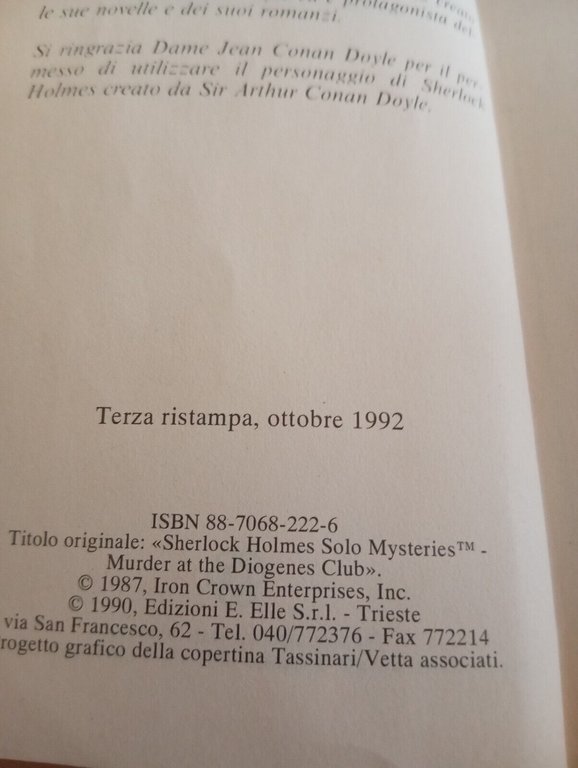 e protagonista del-
le sue novelle e dei suoi romanzi.
Si ringrazia Dame Jean Conan Doyle per il per-
messo di utilizzare il personaggio di Sherlock
Holmes creato da Sir Arthur Conan Doyle.
Terza ristampa, ottobre 1992
ISBN 88-7068-222-6
Titolo originale: «Sherlock Holmes Solo Mysteries™ -
Murder at the Diogenes Club».
© 1987, Iron Crown Enterprises, Inc.
© 1990, Edizioni E. Elle S.r.l. - Trieste
via San Francesco, 62 - Tel. 040/772376 - Fax 772214
rogetto grafico della copertina Tassinari/Vetta associati.